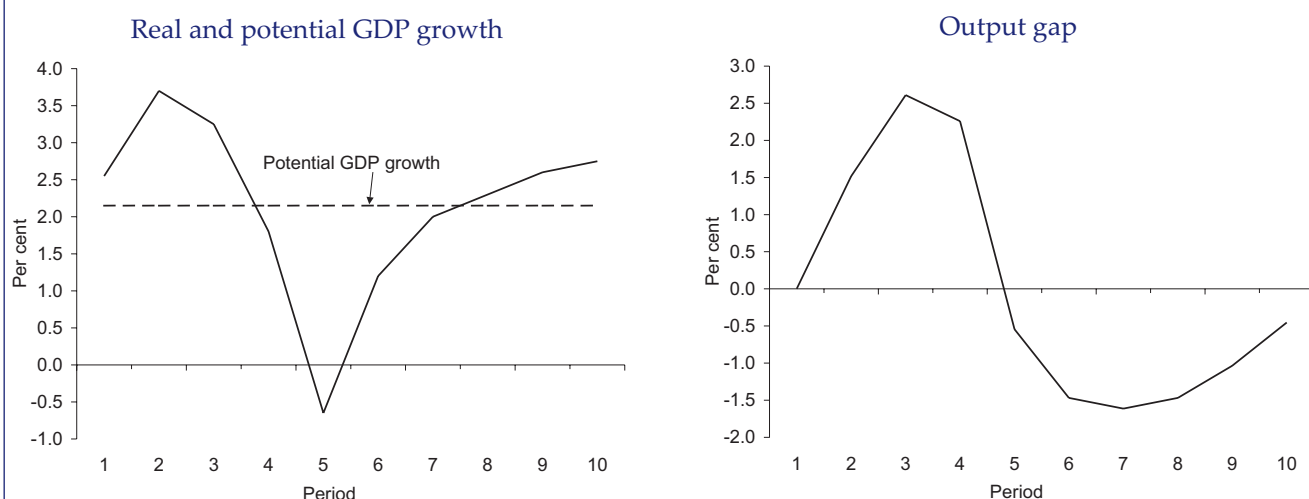 Real and potential GDP growth
4.0
3.5
3.0
2.5
2.0
1.5
1.0
0.5
0.0
-0.5
-1.0
Per cent
Potential GDP growth
1 2 3 4 5 6 7 8 9 10
Period
Output gap
3.0
2.5
2.0
1.5
1.0
0.5
0.0
-0.5
-1.0
-1.5
-2.0
Per cent
1 2 3 4 5 6 7 8 9 10
Period